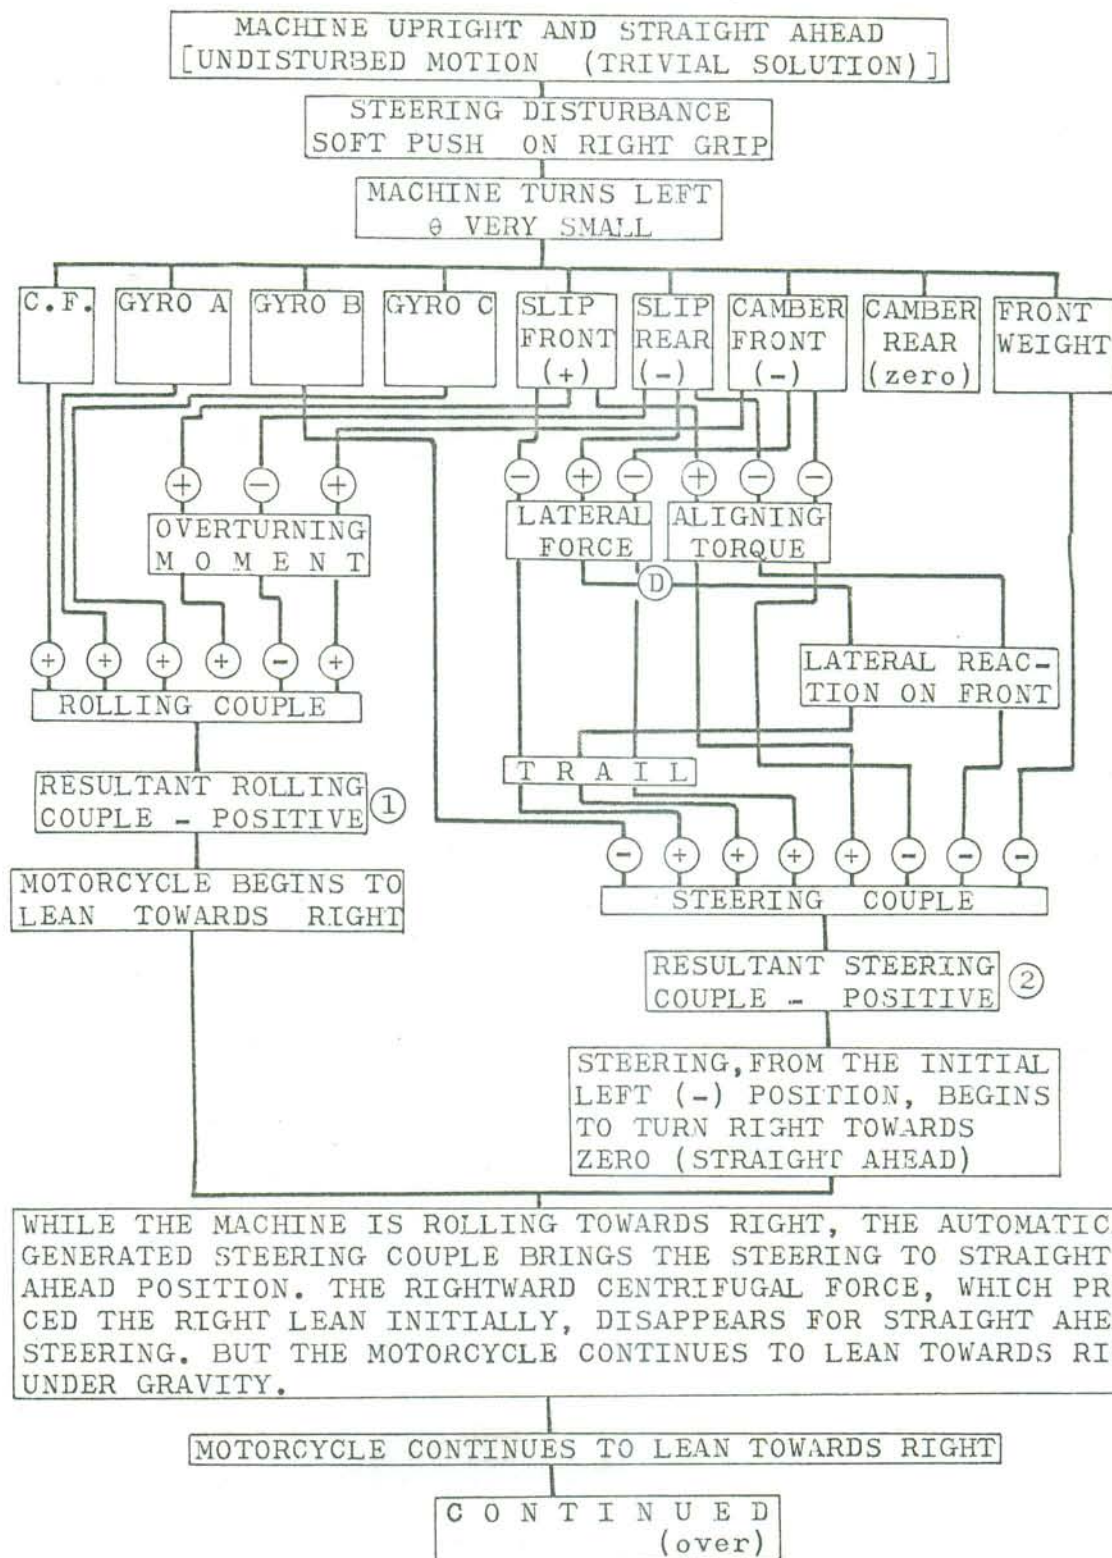 MACHINE UPRIGHT AND STRAIGHT AHEAD
[UNDISTURBED MOTION (TRIVIAL SOLUTION)]
STEERING DISTURBANCE
SOFT PUSH ON RIGHT GRIP
MACHINE TURNS LEFT
θ VERY SMALL
C.F.
GYRO A
GYRO B
GYRO C
SLIP
FRONT
(+)
SLIP
REAR
(-)
CAMBER
FRONT
(-)
CAMBER
REAR
(zero)
FRONT
WEIGHT
+ - +
- + - + - -
OVERTURNING
M O M E N T
LATERAL
FORCE
ALIGNING
TORQUE
D
+ + + + - +
LATERAL REAC-
TION ON FRONT
ROLLING COUPLE
T R A I L
RESULTANT ROLLING
COUPLE - POSITIVE
1
- + + + + - - -
MOTORCYCLE BEGINS TO
LEAN TOWARDS RIGHT
STEERING COUPLE
RESULTANT STEERING
COUPLE - POSITIVE
2
STEERING, FROM THE INITIAL
LEFT (-) POSITION, BEGINS
TO TURN RIGHT TOWARDS
ZERO (STRAIGHT AHEAD)
WHILE THE MACHINE IS ROLLING TOWARDS RIGHT, THE AUTOMATIC
GENERATED STEERING COUPLE BRINGS THE STEERING TO STRAIGHT
AHEAD POSITION. THE RIGHTWARD CENTRIFUGAL FORCE, WHICH PR
CED THE RIGHT LEAN INITIALLY, DISAPPEARS FOR STRAIGHT AHE
STEERING. BUT THE MOTORCYCLE CONTINUES TO LEAN TOWARDS RI
UNDER GRAVITY.
MOTORCYCLE CONTINUES TO LEAN TOWARDS RIGHT
C O N T I N U E D
(over)